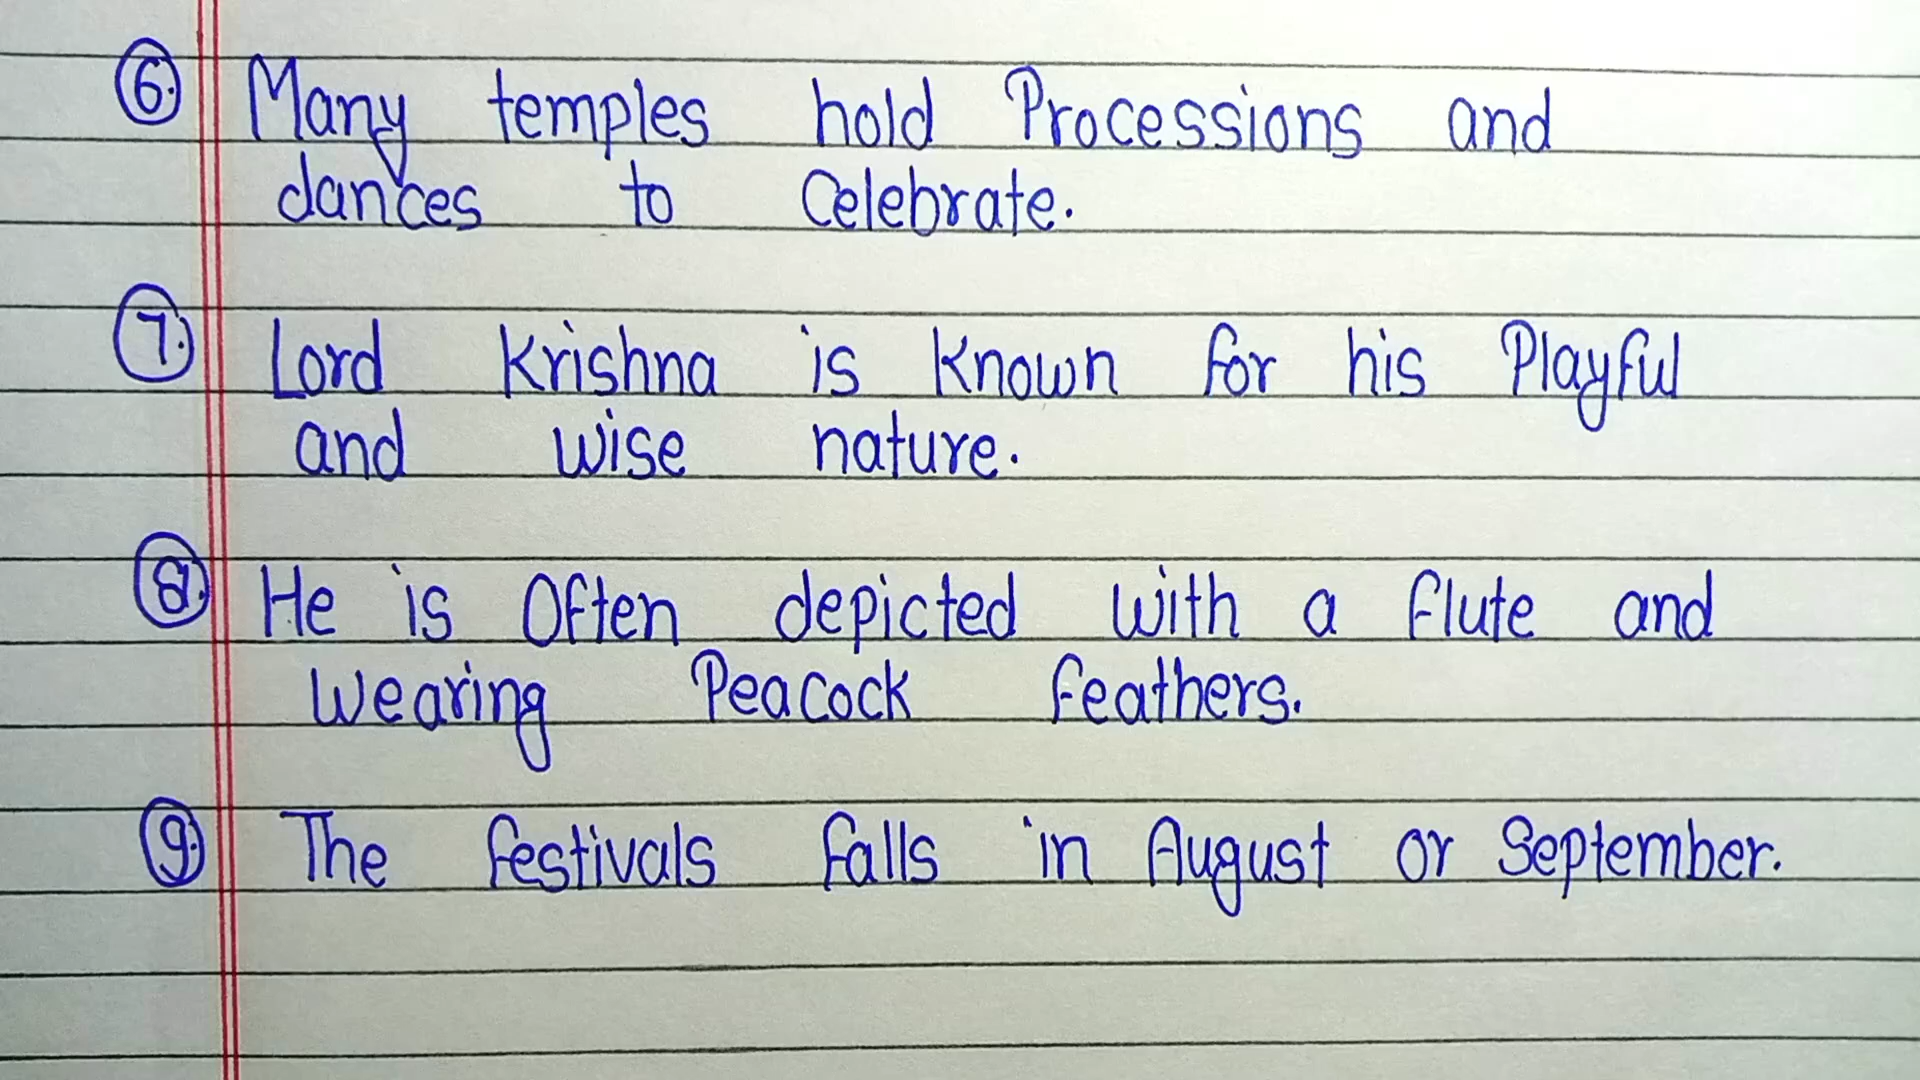 6. Many temples hold Processions and
dances to Celebrate.
7. Lord Krishna is Known for his Playful
and wise nature.
8. He is Often depicted with a flute and
Wearing Peacock feathers.
9. The festivals falls in August or September.